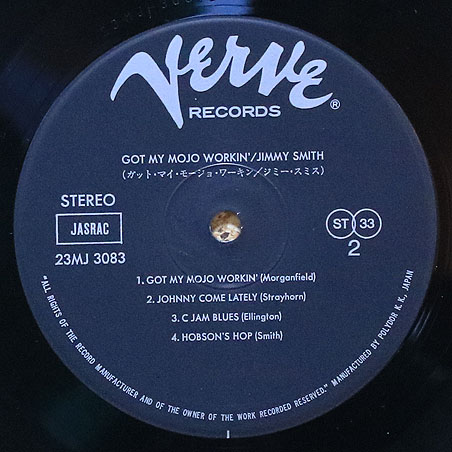 Verve
RECORDS ®
GOT MY MOJO WORKIN'/JIMMY SMITH
(ガット・マイ・モージョ・ワーキン/ジミー・スミス)
STEREO
JASRAC
23MJ 3083
ST 33
2
1. GOT MY MOJO WORKIN' (Morganfield)
2. JOHNNY COME LATELY (Strayhorn)
3. C JAM BLUES (Ellington)
4. HOBSON'S HOP (Smith)
"ALL RIGHTS OF THE RECORD MANUFACTURER AND OF THE OWNER OF THE WORK RECORDED RESERVED." MANUFACTURED BY POLYDOR K.K., JAPAN